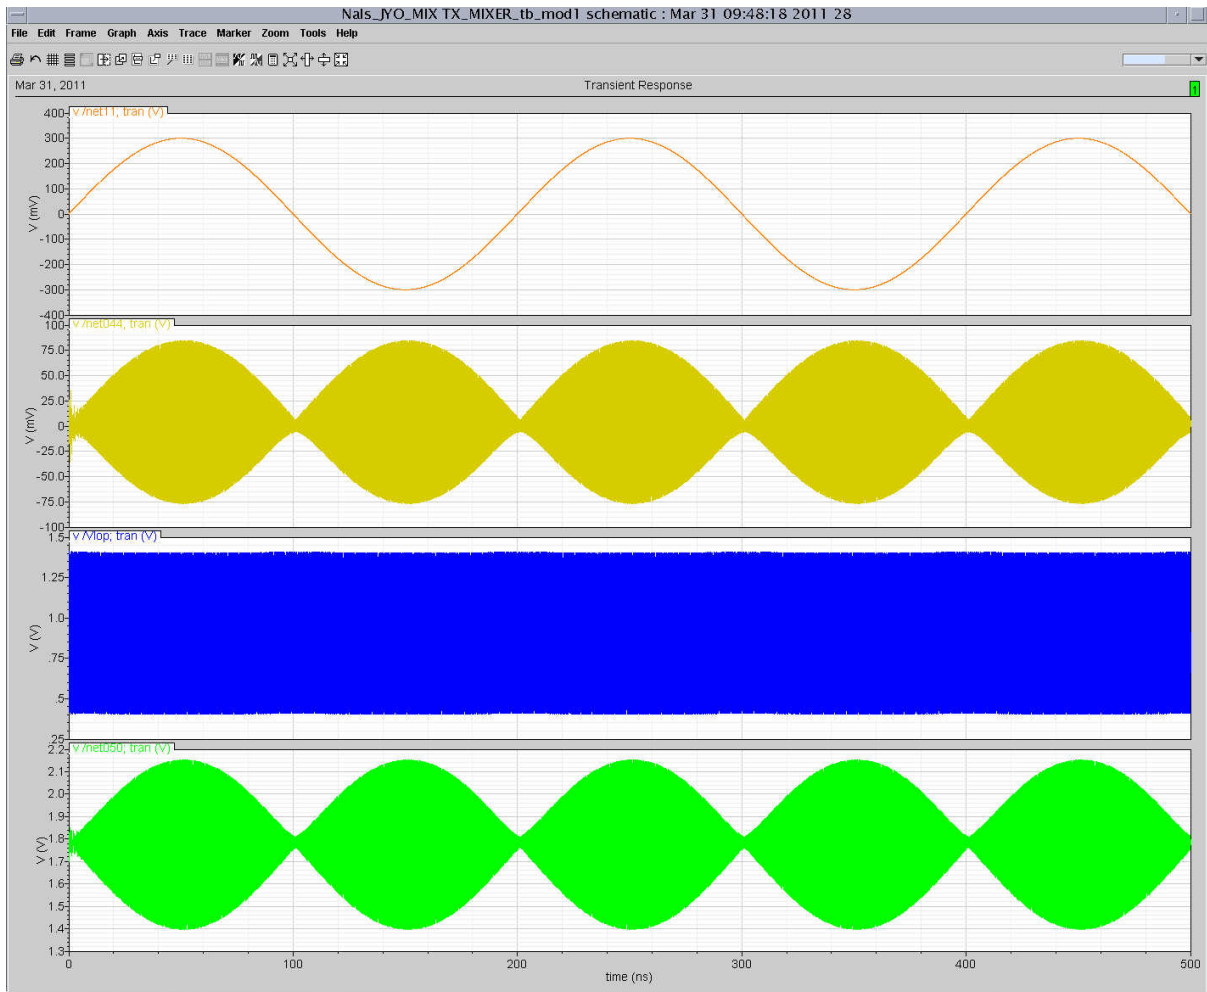 Nals_JYO_MIX TX_MIXER_tb_mod1 schematic : Mar 31 09:48:18 2011 28
File Edit Frame Graph Axis Trace Marker Zoom Tools Help
Mar 31, 2011
Transient Response
1
v /net11; tran (V)
400
300
200
100
0
-100
-200
-300
-400
V (mV)
v /net044; tran (V)
100
75.0
50.0
25.0
0
-25.0
-50.0
-75.0
-100
V (mV)
v /Vlop; tran (V)
1.5
1.25
1.0
.75
.5
.25
V (V)
v /net050; tran (V)
2.2
2.1
2.0
1.9
1.8
1.7
1.6
1.5
1.4
1.3
V (V)
0 100 200 300 400 500
time (ns)